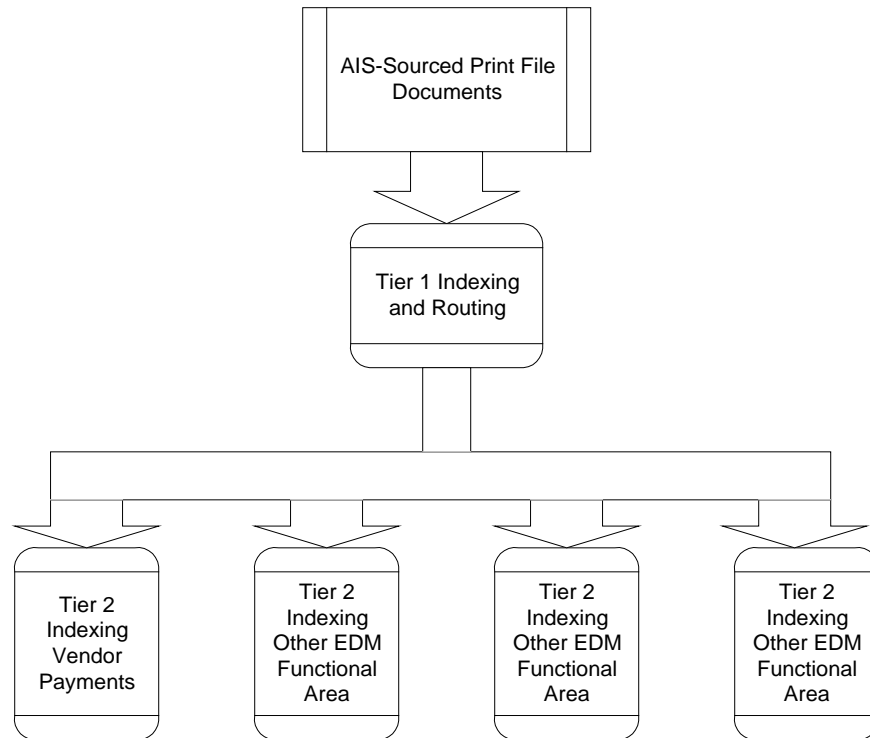 AIS-Sourced Print File
Documents
Tier 1 Indexing
and Routing
Tier 2
Indexing
Vendor
Payments
Tier 2
Indexing
Other EDM
Functional
Area
Tier 2
Indexing
Other EDM
Functional
Area
Tier 2
Indexing
Other EDM
Functional
Area